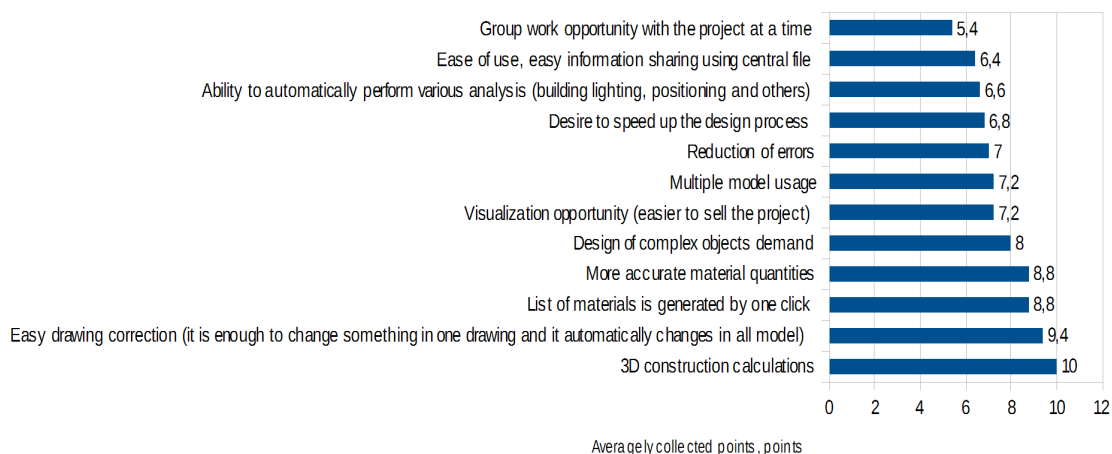 Group work opportunity with the project at a time 5,4
Ease of use, easy information sharing using central file 6,4
Ability to automatically perform various analysis (building lighting, positioning and others) 6,6
Desire to speed up the design process 6,8
Reduction of errors 7
Multiple model usage 7,2
Visualization opportunity (easier to sell the project) 7,2
Design of complex objects demand 8
More accurate material quantities 8,8
List of materials is generated by one click 8,8
Easy drawing correction (it is enough to change something in one drawing and it automatically changes in all model) 9,4
3D construction calculations 10
0 2 4 6 8 10 12
Averagely collected points, points